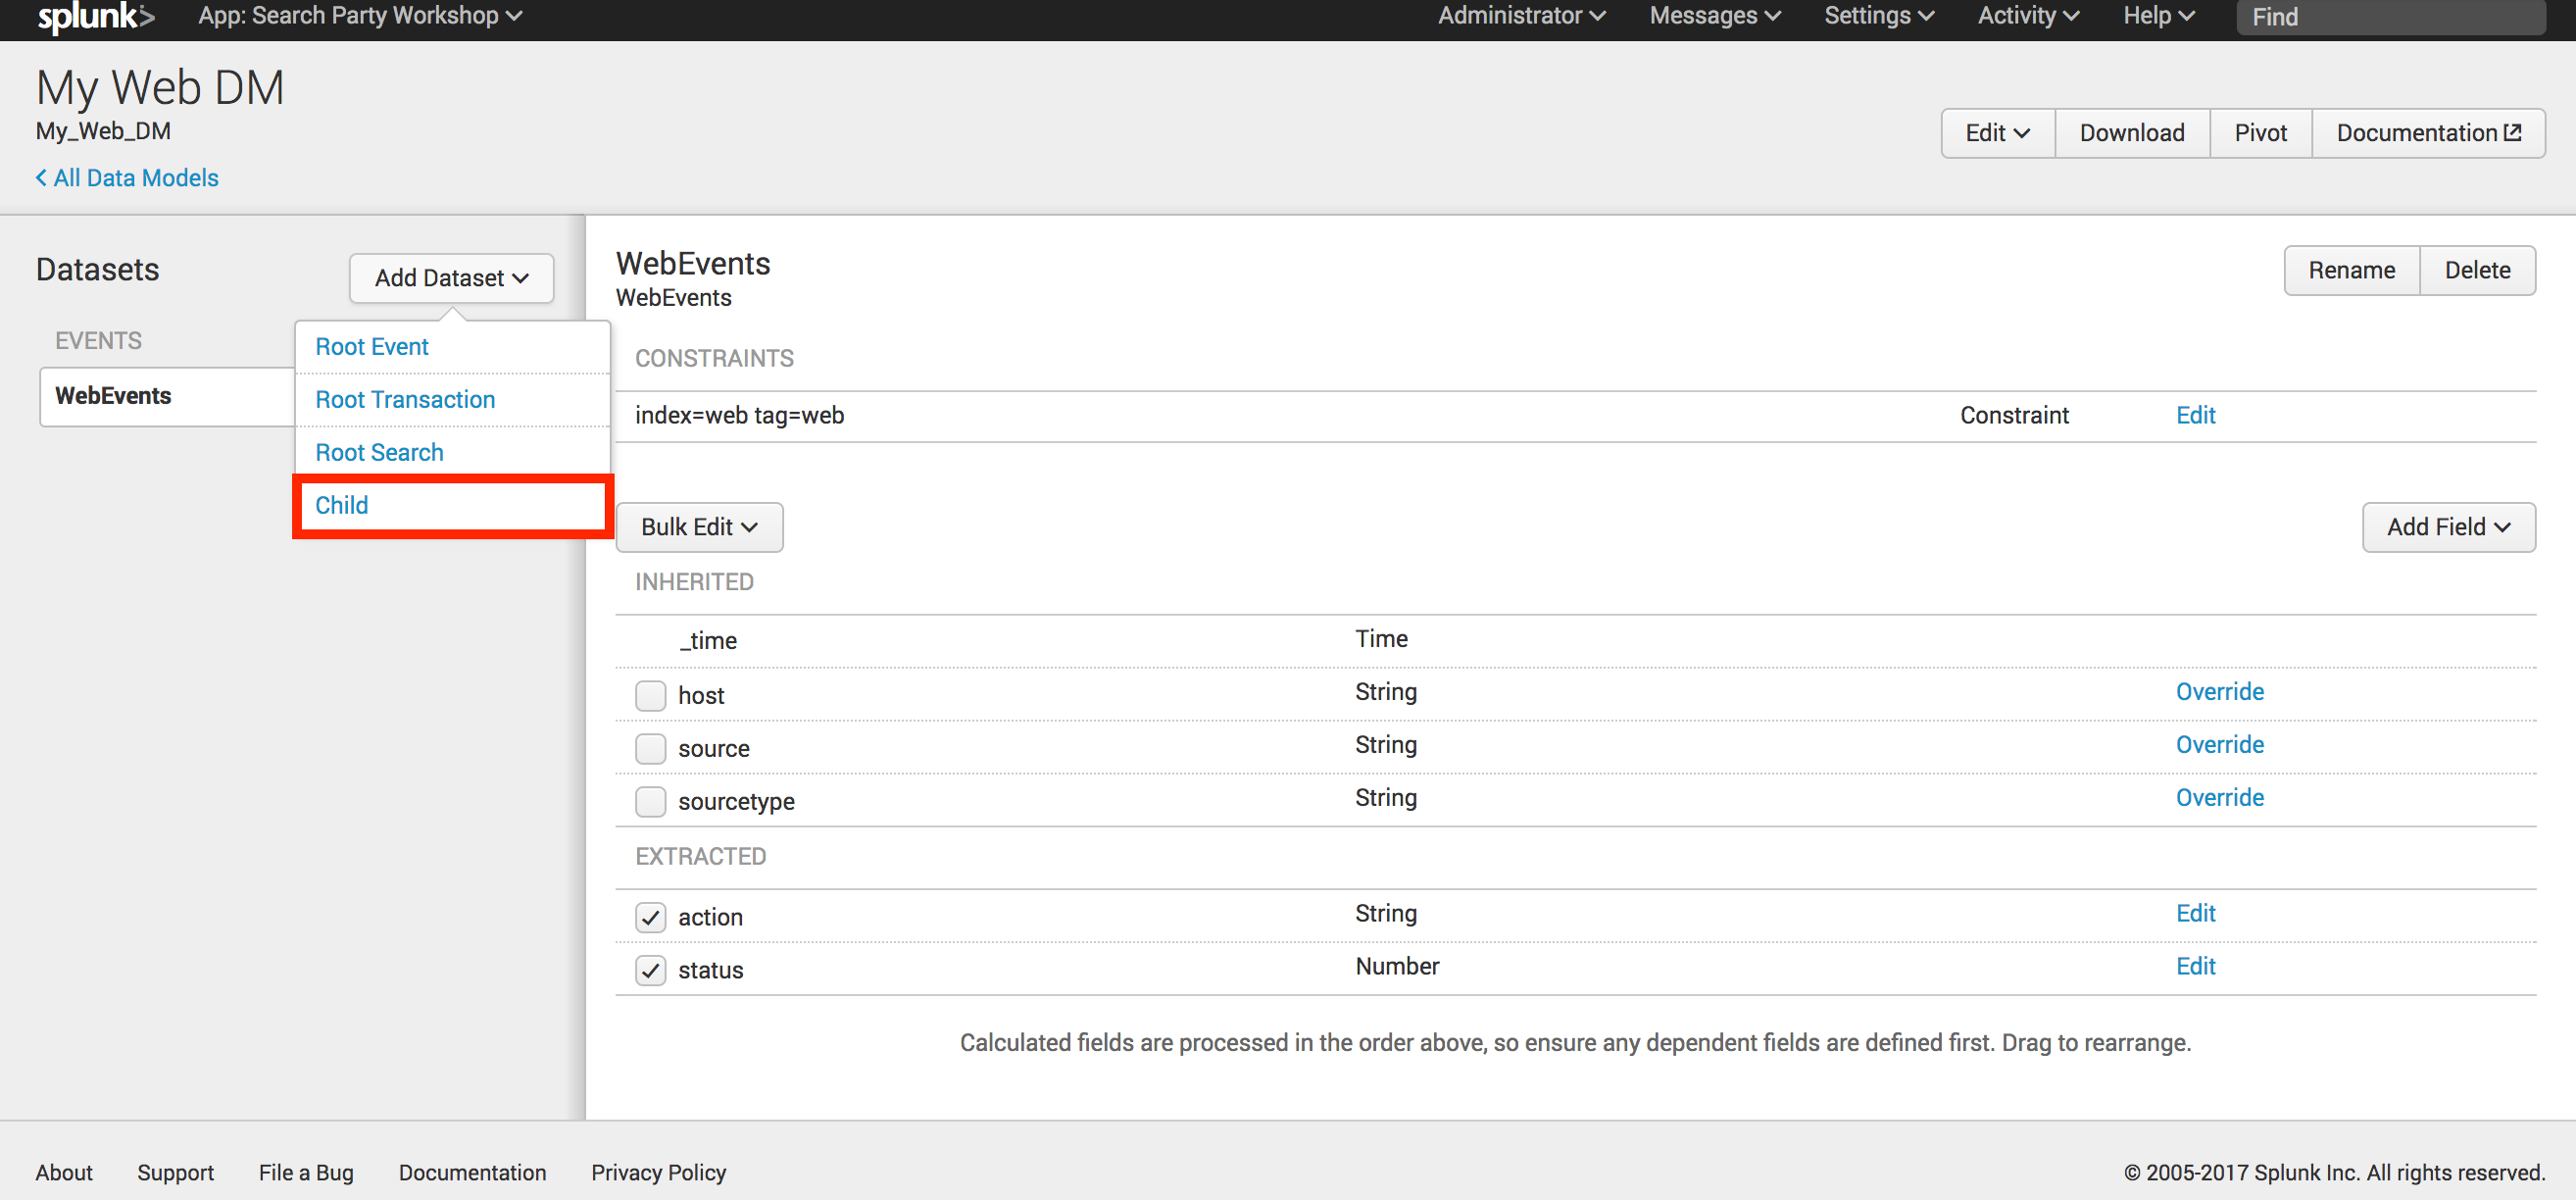 splunk> App: Search Party Workshop Administrator Messages Settings Activity Help Find
My Web DM
My_Web_DM
Edit Download Pivot Documentation
All Data Models
Datasets
Add Dataset
EVENTS
WebEvents
Root Event
Root Transaction
Root Search
Child
WebEvents
WebEvents
Rename Delete
CONSTRAINTS
index=web tag=web Constraint Edit
Bulk Edit Add Field
INHERITED
_time Time
host String Override
source String Override
sourcetype String Override
EXTRACTED
action String Edit
status Number Edit
Calculated fields are processed in the order above, so ensure any dependent fields are defined first. Drag to rearrange.
About Support File a Bug Documentation Privacy Policy © 2005-2017 Splunk Inc. All rights reserved.